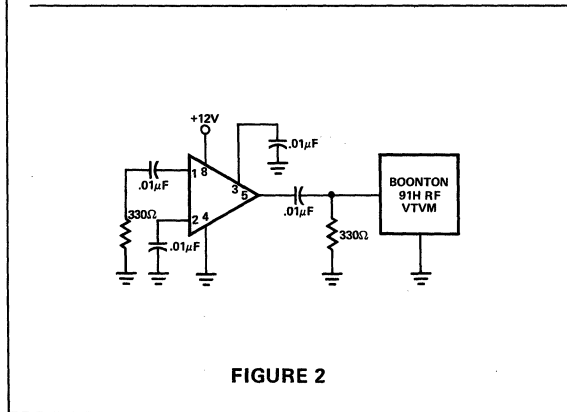 +12V
.01μF
1 8
.01μF
3 5
.01μF
BOONTON
91H RF
VTVM
330Ω
2 4
.01μF
330Ω
FIGURE 2